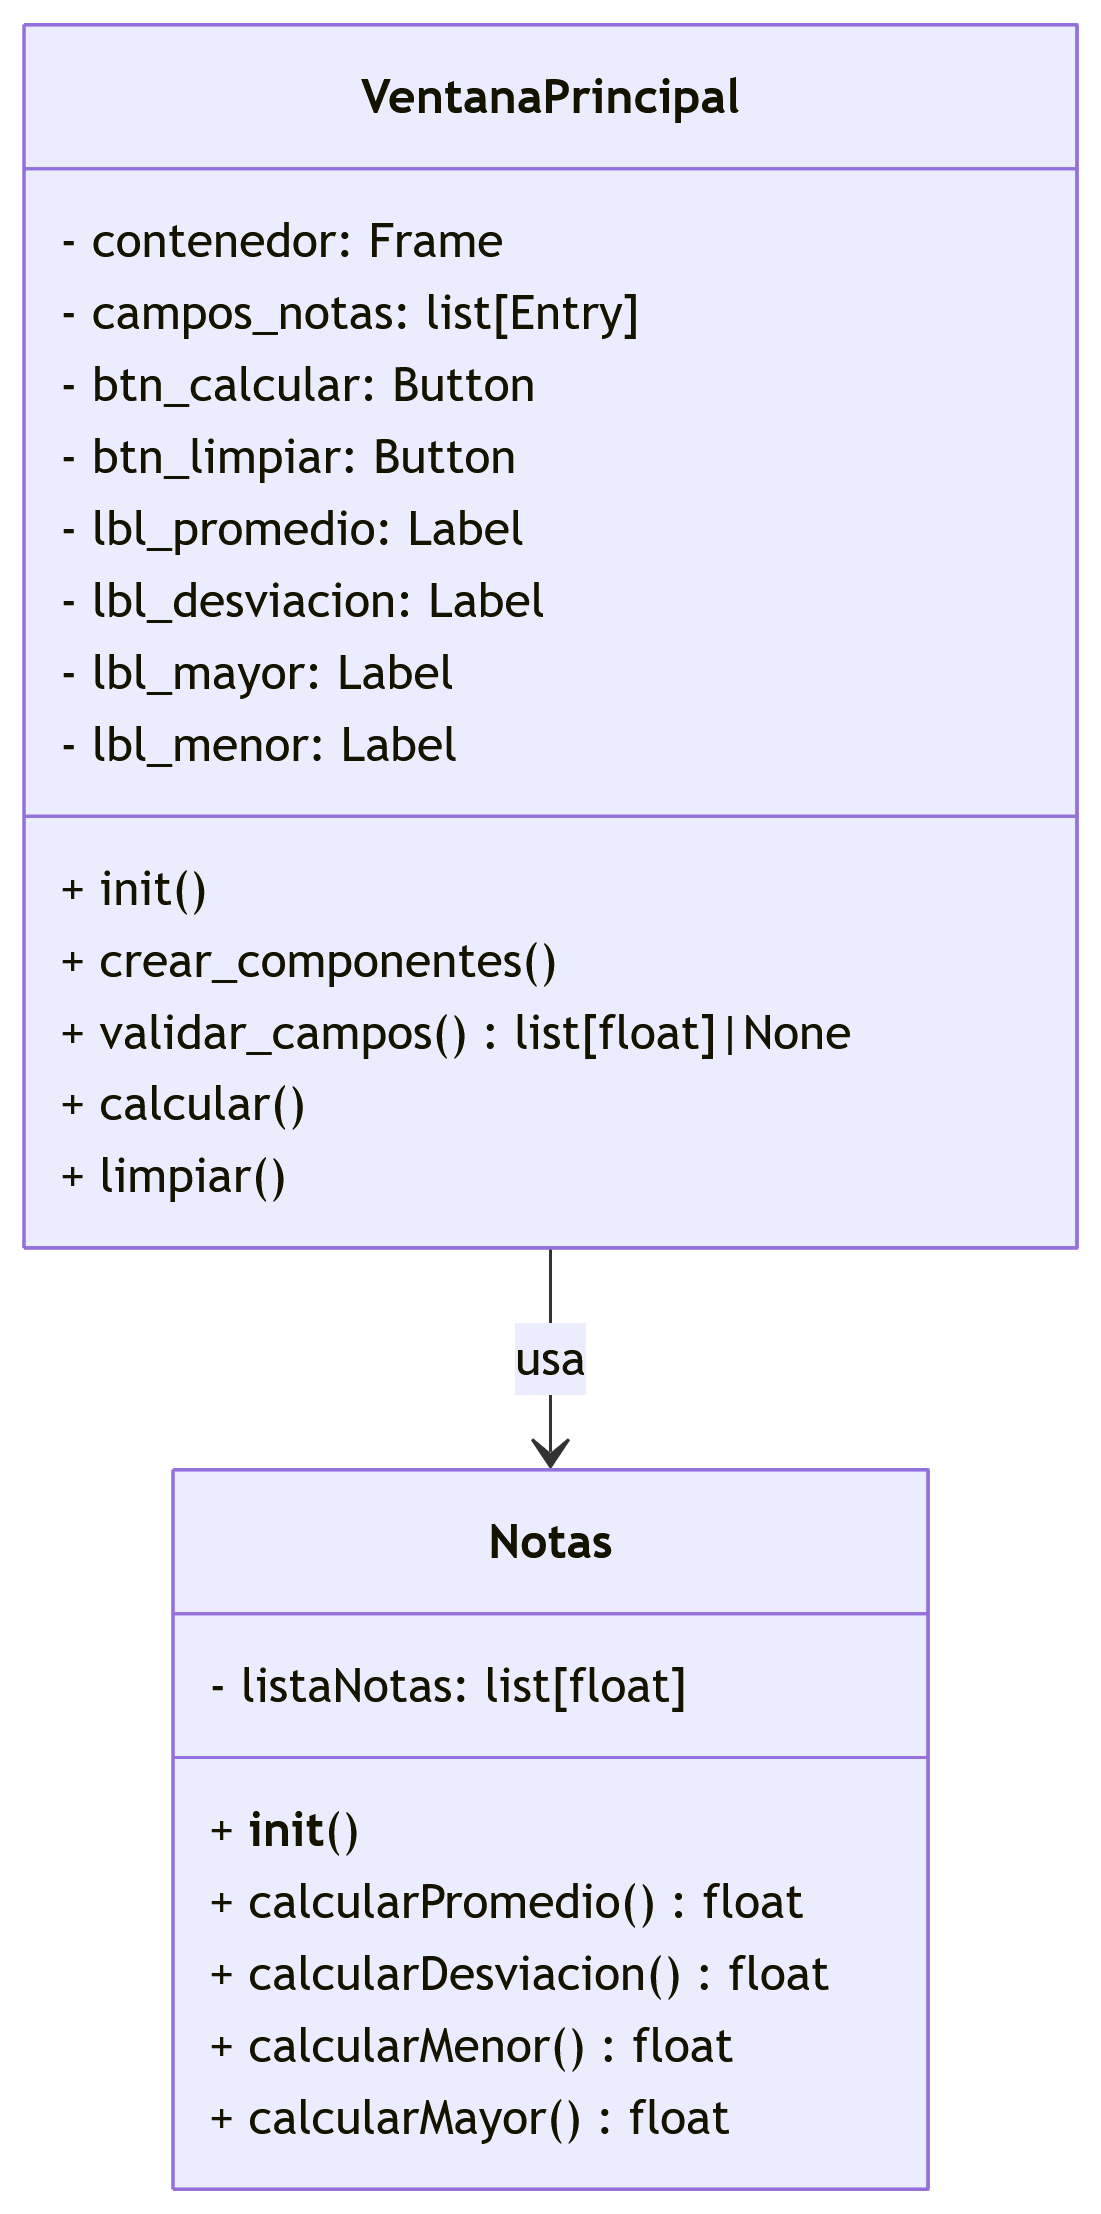 VentanaPrincipal
- contenedor: Frame
- campos_notas: list[Entry]
- btn_calcular: Button
- btn_limpiar: Button
- lbl_promedio: Label
- lbl_desviacion: Label
- lbl_mayor: Label
- lbl_menor: Label
+ init()
+ crear_componentes()
+ validar_campos() : list[float]|None
+ calcular()
+ limpiar()
usa
Notas
- listaNotas: list[float]
+ init()
+ calcularPromedio() : float
+ calcularDesviacion() : float
+ calcularMenor() : float
+ calcularMayor() : float